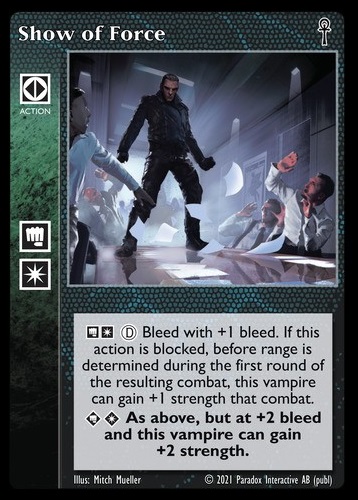 Show of Force
ACTION
D Bleed with +1 bleed. If this
action is blocked, before range is
determined during the first round of
the resulting combat, this vampire
can gain +1 strength that combat.
As above, but at +2 bleed
and this vampire can gain
+2 strength.
Illus: Mitch Mueller © 2021 Paradox Interactive AB (publ)